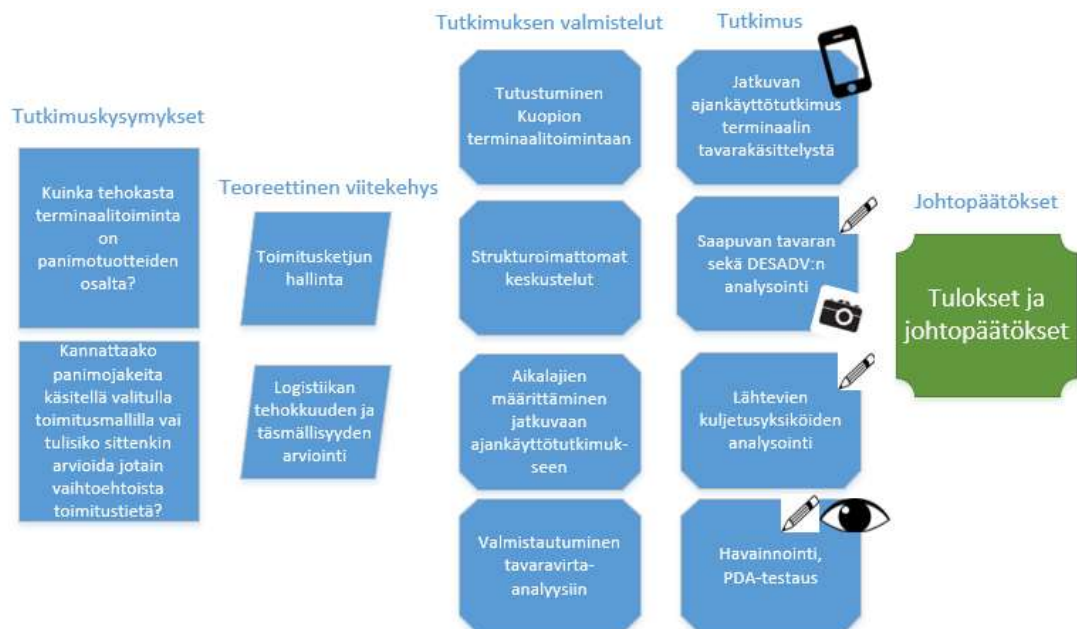 Tutkimuskysymykset
Kuinka tehokasta
terminaalitoiminta
on
panimotuotteiden
osalta?
Kannattaako
panimojakeita
käsitellä valitulla
toimitusmallilla vai
tulisiko sittenkin
arvioida jotain
vaihtoehtoista
toimitustietä?
Teoreettinen viitekehys
Toimitusketjun
hallinta
Logistiikan
tehokkuuden ja
täsmällisyyden
arviointi
Tutkimuksen valmistelut
Tutustuminen
Kuopion
terminaalitoimintaan
Strukturoimattomat
keskustelut
Aikalajien
määrittäminen
jatkuvaan
ajankäyttötutkimuk-
seen
Valmistautuminen
tavaravirta-
analyysiin
Tutkimus
Jatkuvan
ajankäyttötutkimus
terminaalin
tavarakäsittelystä
Saapuvan tavaran
sekä DESADV:n
analysointi
Lähtevien
kuljetusyksiköiden
analysointi
Havainnointi,
PDA-testaus
Johtopäätökset
Tulokset ja
johtopäätökset